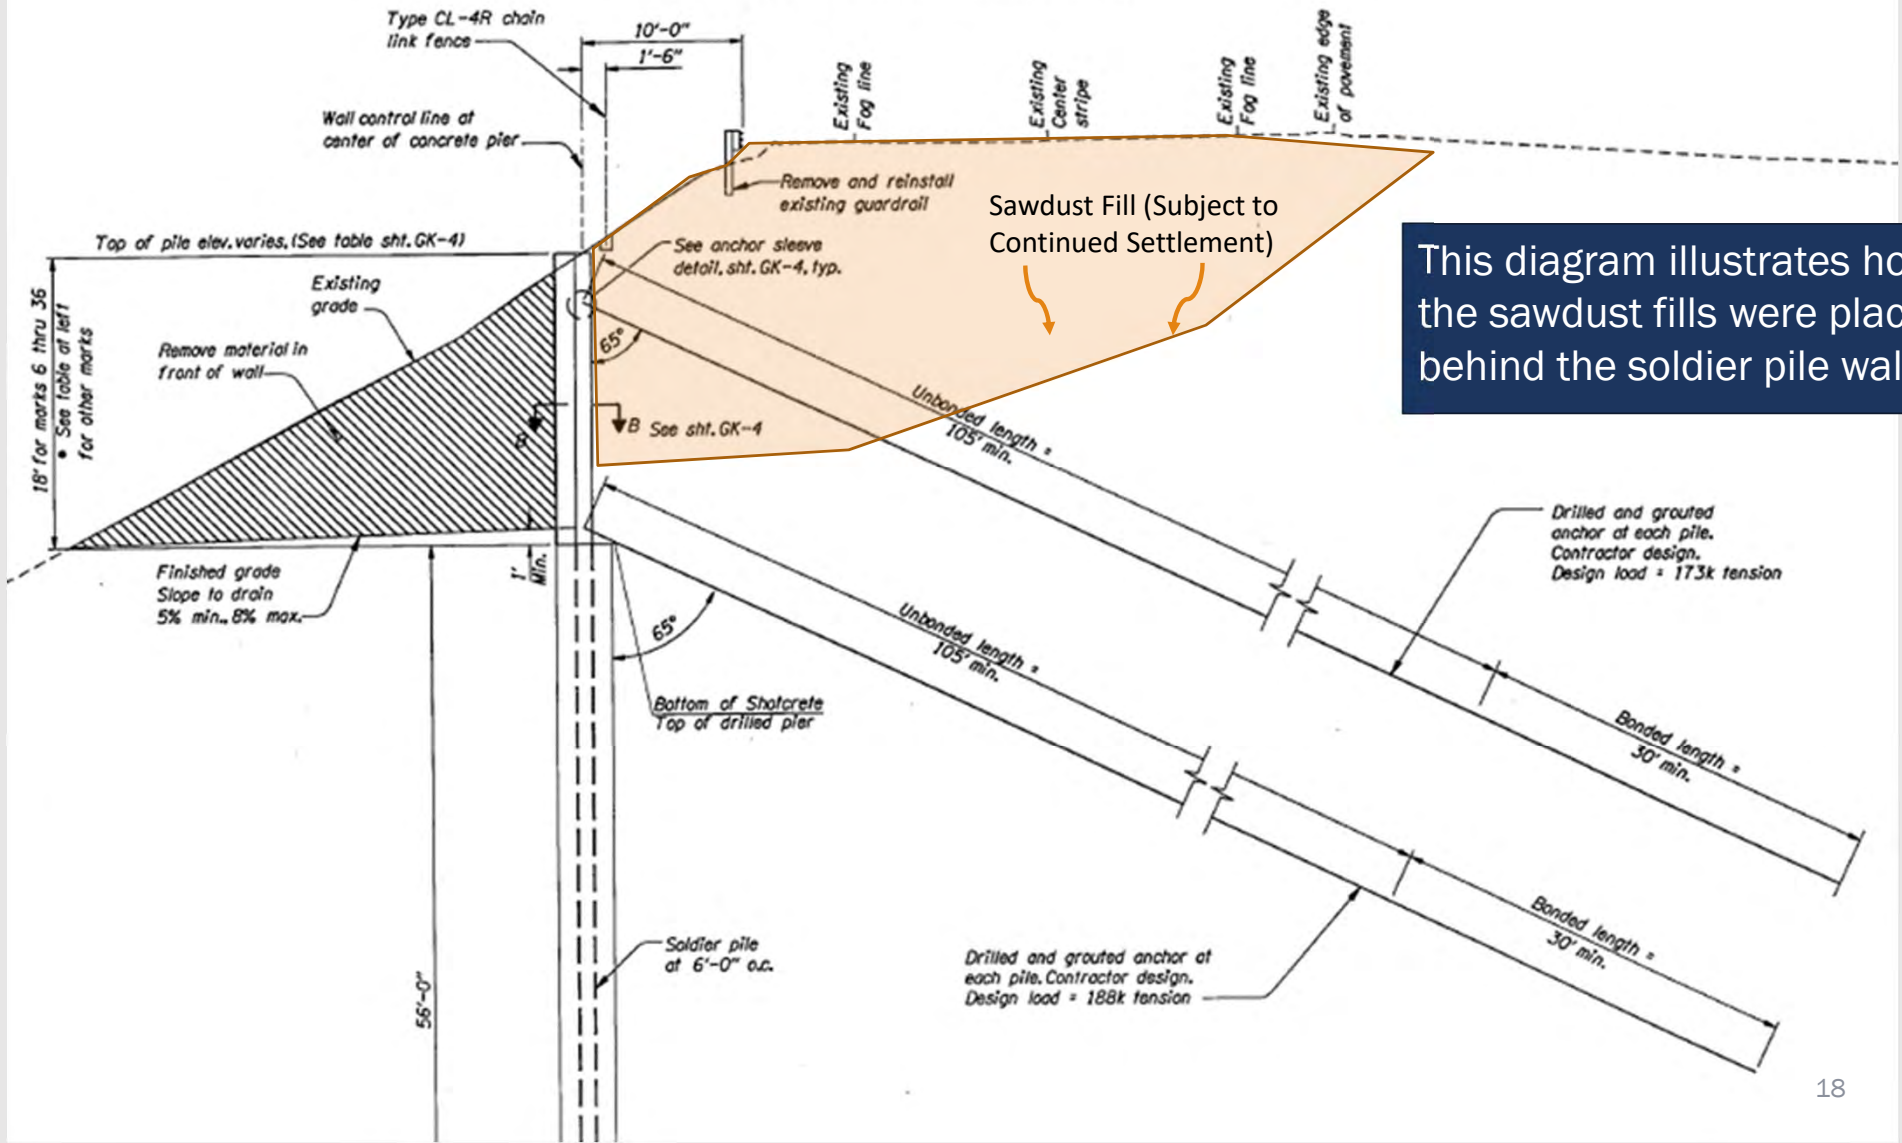 Type CL-4R chain
link fence
10'-0"
1'-6"
Wall control line at
center of concrete pier
Existing
Fog line
Existing
Center
stripe
Existing
Fog line
Existing edge
of pavement
Remove and reinstall
existing guardrail
Sawdust Fill (Subject to
Continued Settlement)
This diagram illustrates ho
the sawdust fills were plac
behind the soldier pile wal
Top of pile elev. varies. (See table sht. GK-4)
See anchor sleeve
detail, sht. GK-4, typ.
Existing
grade
Remove material in
front of wall
18' for marks 6 thru 36
• See table at left
for other marks
65°
B
B See sht. GK-4
Unbonded length =
105' min.
Drilled and grouted
anchor at each pile.
Contractor design.
Design load = 173k tension
1'
Min.
Finished grade
Slope to drain
5% min., 8% max.
65°
Unbonded length =
105' min.
Bottom of Shotcrete
Top of drilled pier
Bonded length =
30' min.
Bonded length =
30' min.
Soldier pile
at 6'-0" o.c.
56'-0"
Drilled and grouted anchor at
each pile. Contractor design.
Design load = 188k tension
18